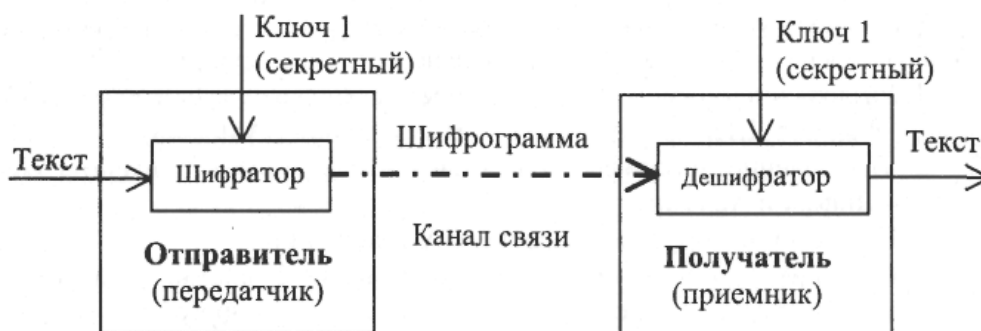 Ключ 1
(секретный)
Ключ 1
(секретный)
Текст
Шифратор
Шифрограмма
Дешифратор
Текст
Канал связи
Отправитель
(передатчик)
Получатель
(приемник)